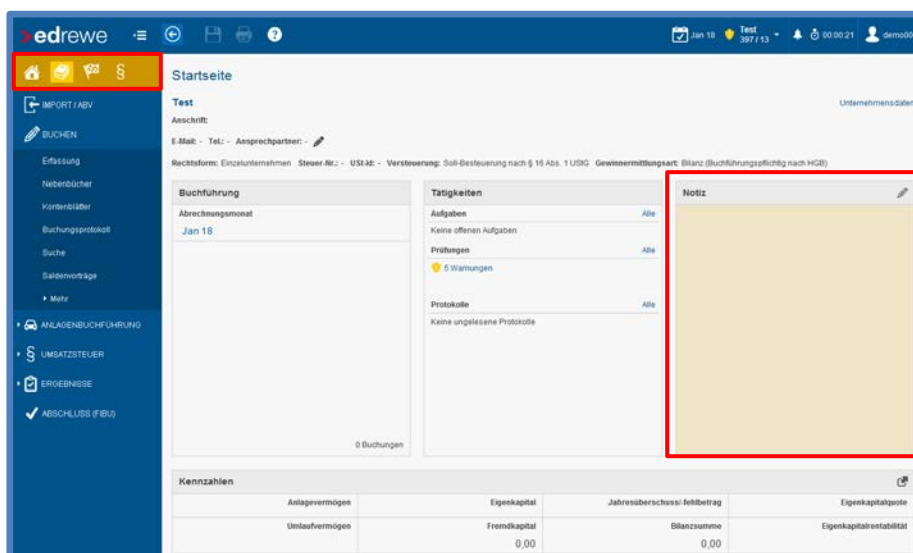 edrewe
Jan 18
Test
397 / 13
00:00:21
demo00
§
IMPORT / ABV
BUCHEN
Erfassung
Nebenbücher
Kontenblätter
Buchungsprotokoll
Suche
Saldenvorträge
Mehr
ANLAGENBUCHFÜHRUNG
§ UMSATZSTEUER
ERGEBNISSE
ABSCHLUSS (FIBU)
Startseite
Test
Unternehmensdaten
Anschrift:
E-Mail: - Tel.: - Ansprechpartner: -
Rechtsform: Einzelunternehmen Steuer-Nr.: - USt-Id: - Versteuerung: Soll-Besteuerung nach § 16 Abs. 1 UStG Gewinnermittlungsart: Bilanz (Buchführungspflichtig nach HGB)
Buchführung
Abrechnungsmonat
Jan 18
0 Buchungen
Tätigkeiten
Aufgaben Alle
Keine offenen Aufgaben
Prüfungen Alle
5 Warnungen
Protokolle Alle
Keine ungelesene Protokolle
Notiz
Kennzahlen
Anlagevermögen Eigenkapital Jahresüberschuss/-fehlbetrag Eigenkapitalquote
Umlaufvermögen Fremdkapital Bilanzsumme Eigenkapitalrentabilität
0,00 0,00